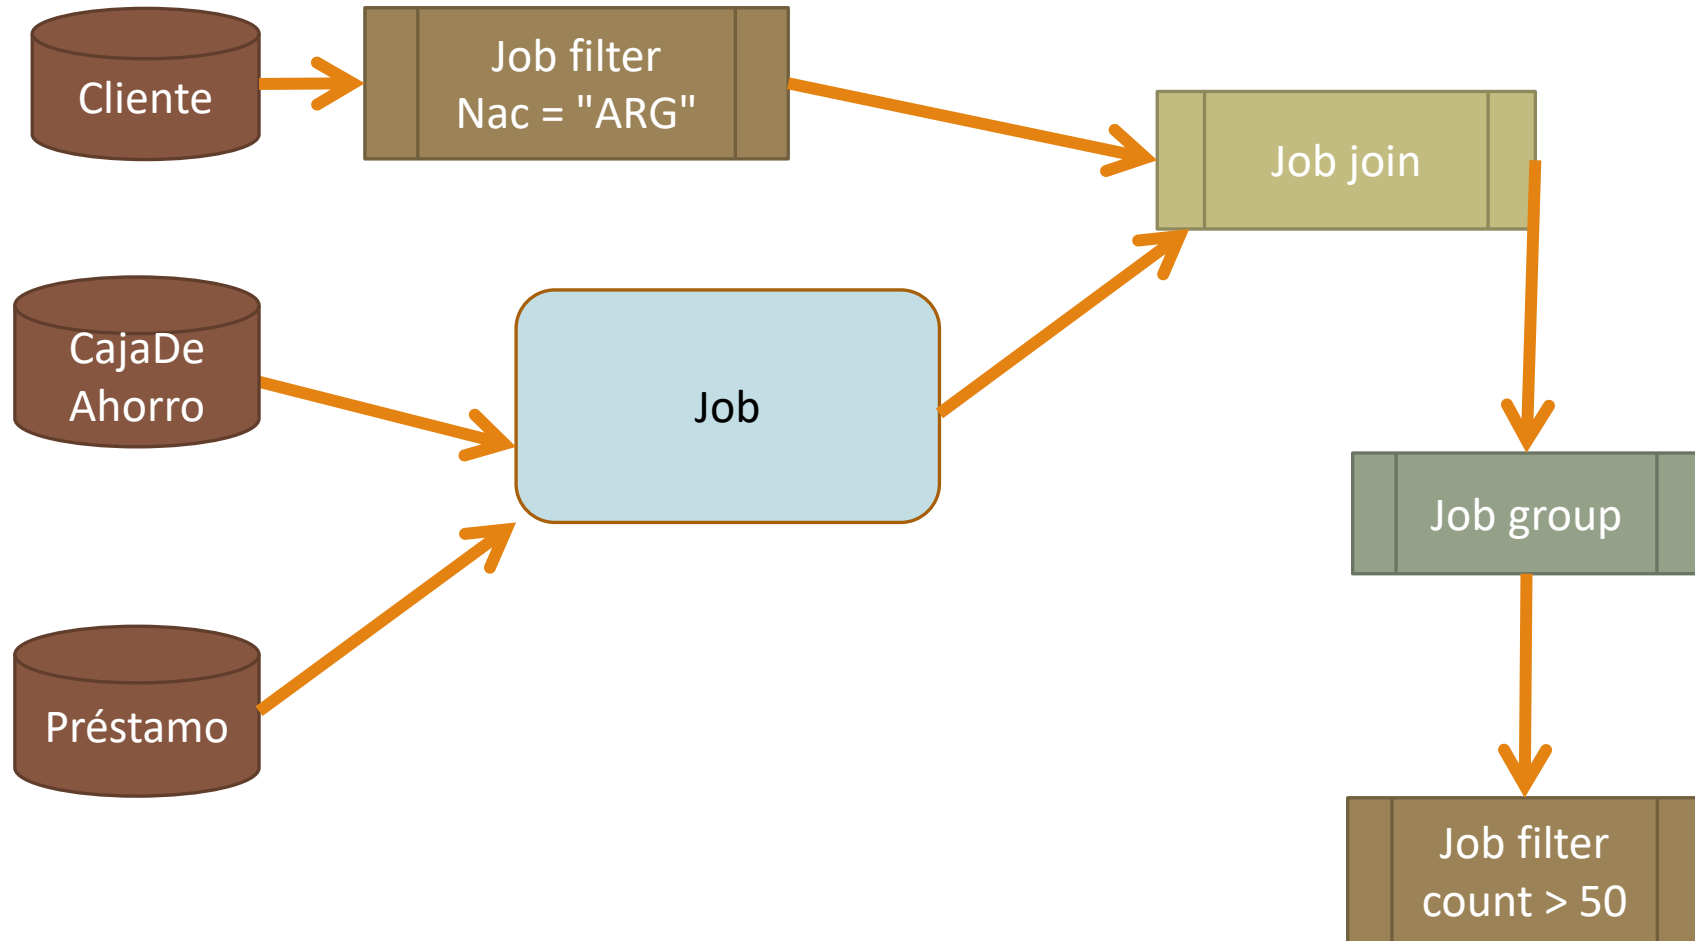 Cliente
Job filter
Nac = "ARG"
Job join
CajaDe
Ahorro
Job
Job group
Préstamo
Job filter
count > 50